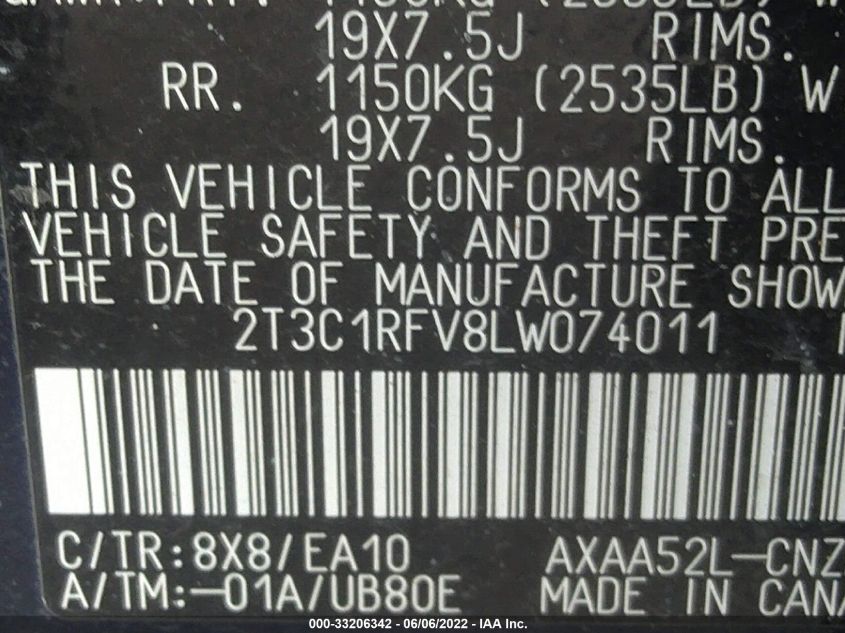 1150KG (2535LB) W
19X7.5J RIMS.
RR. 1150KG (2535LB) W
19X7.5J RIMS.
THIS VEHICLE CONFORMS TO ALL
VEHICLE SAFETY AND THEFT PRE
THE DATE OF MANUFACTURE SHOW
2T3C1RFV8LW074011
C/TR:8X8/EA10 AXAA52L-CNZ
A/TM:-01A/UB80E MADE IN CANA
000-33206342 - 06/06/2022 - IAA Inc.